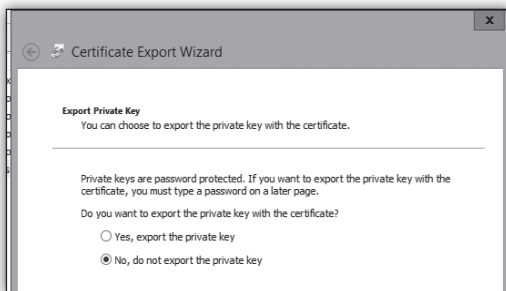 x
Certificate Export Wizard
Export Private Key
You can choose to export the private key with the certificate.
Private keys are password protected. If you want to export the private key with the
certificate, you must type a password on a later page.
Do you want to export the private key with the certificate?
Yes, export the private key
No, do not export the private key